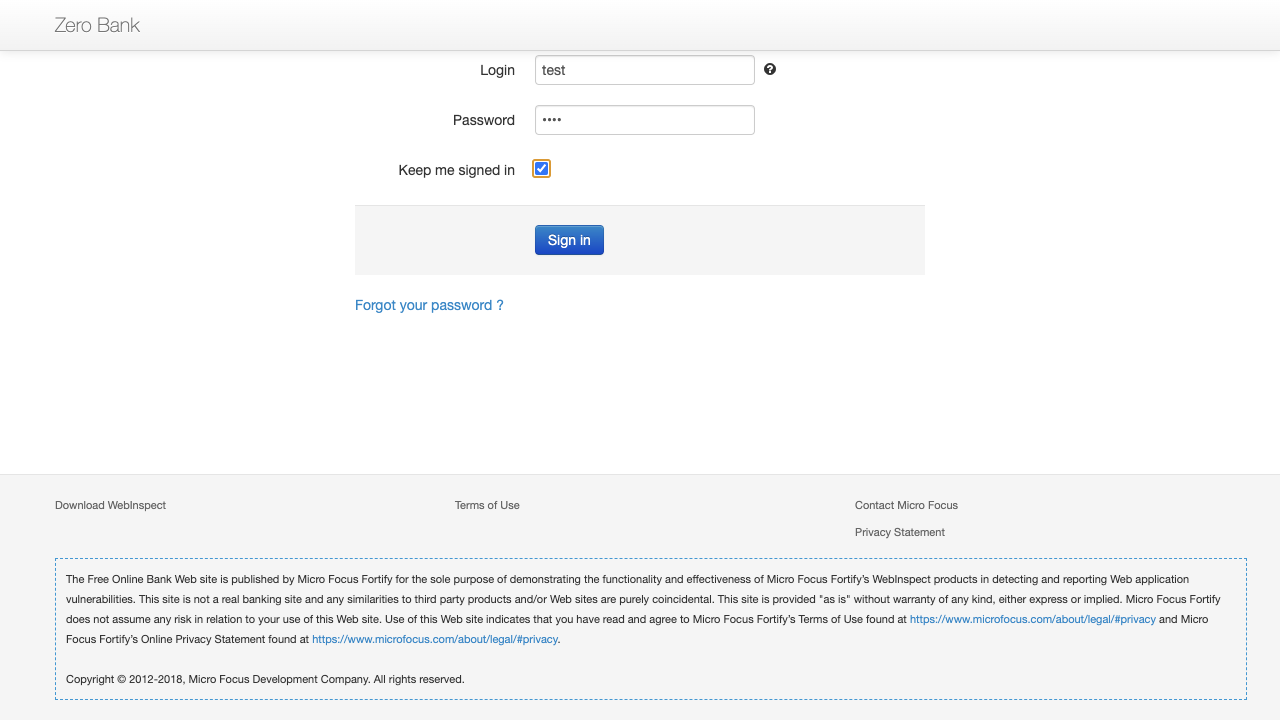 Zero Bank
Login test
Password ••••
Keep me signed in
Sign in
Forgot your password ?
Download WebInspect
Terms of Use
Contact Micro Focus
Privacy Statement
The Free Online Bank Web site is published by Micro Focus Fortify for the sole purpose of demonstrating the functionality and effectiveness of Micro Focus Fortify's WebInspect products in detecting and reporting Web application
vulnerabilities. This site is not a real banking site and any similarities to third party products and/or Web sites are purely coincidental. This site is provided "as is" without warranty of any kind, either express or implied. Micro Focus Fortify
does not assume any risk in relation to your use of this Web site. Use of this Web site indicates that you have read and agree to Micro Focus Fortify's Terms of Use found at https://www.microfocus.com/about/legal/#privacy and Micro
Focus Fortify's Online Privacy Statement found at https://www.microfocus.com/about/legal/#privacy.
Copyright © 2012-2018, Micro Focus Development Company. All rights reserved.